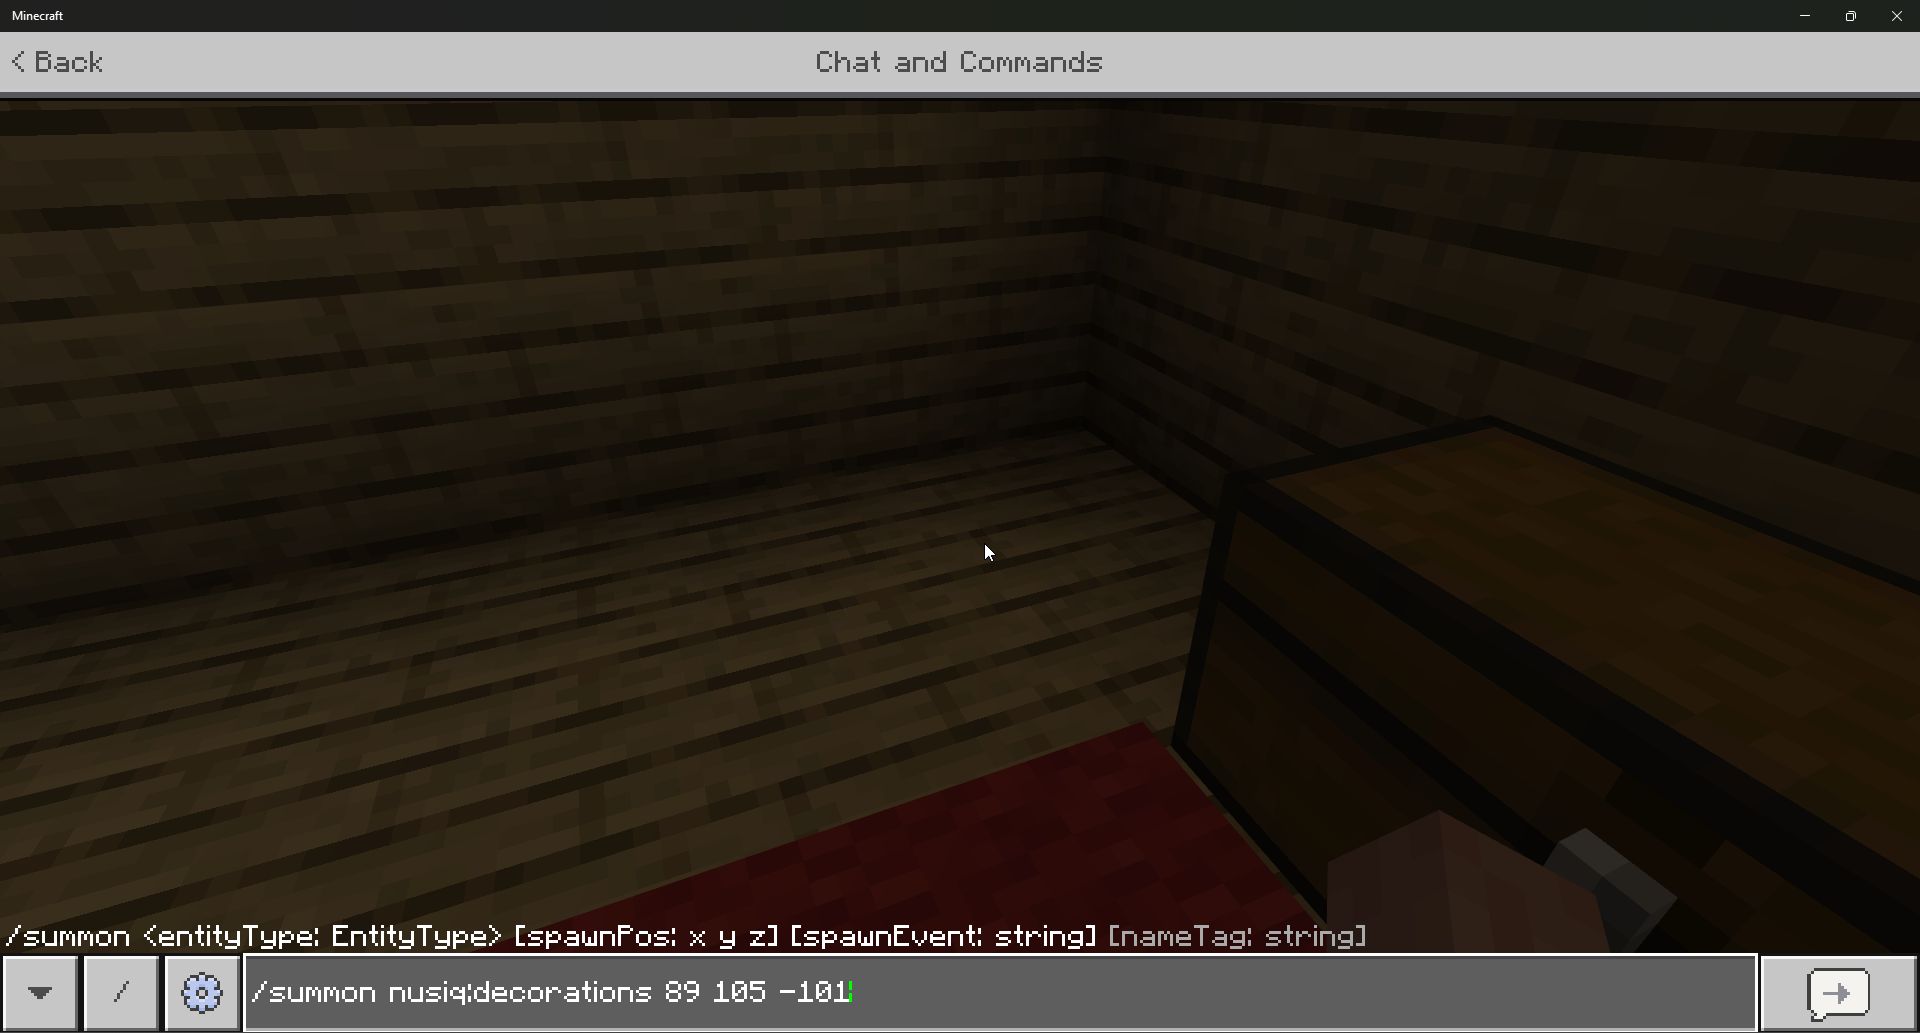 Minecraft
< Back
Chat and Commands
/summon <entityType: EntityType> [spawnPos: x y z] [spawnEvent: string] [nameTag: string]
/
/summon nusiq:decorations 89 105 -101